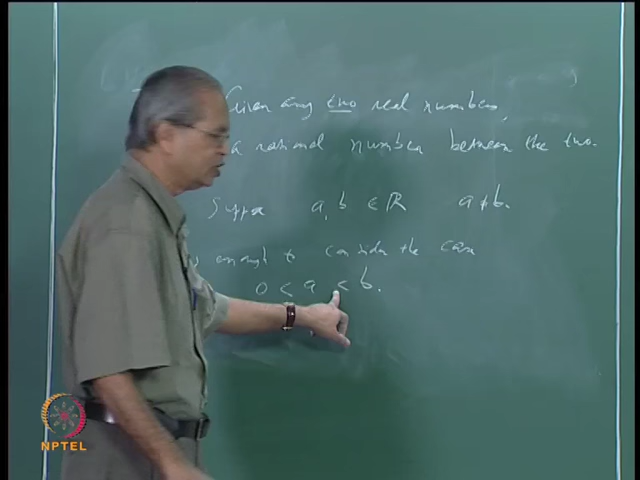 Given any two real numbers,
a rational number between the two.
Suppose a, b ∈ ℝ a ≠ b.
enough to consider the case
0 < a < b.
NPTEL